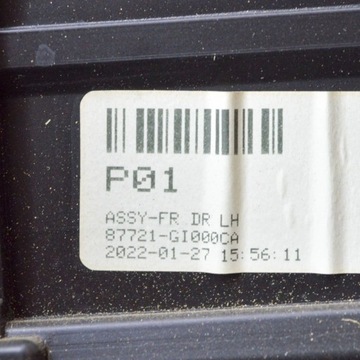 P01
ASSY-FR DR LH
87721-GI000CA
2022-01-27 15:56:11